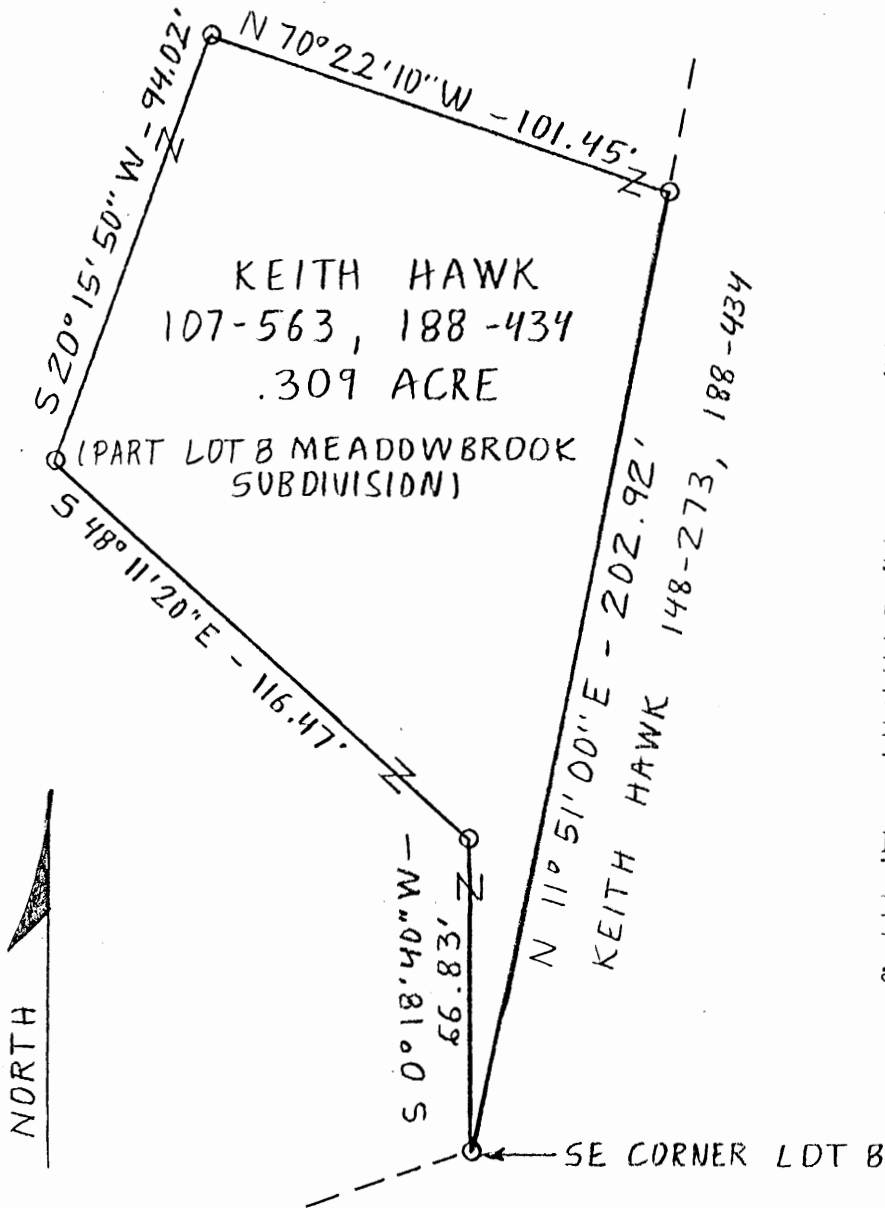 N 70°22'10"W - 101.45'
S 20°15'50" W - 94.02'
KEITH HAWK
107-563, 188-434
.309 ACRE
(PART LOT 8 MEADOWBROOK
SUBDIVISION)
S 48°11'20"E - 116.47'
N 11°51'00"E - 202.92'
KEITH HAWK 148-273, 188-434
S 0°18'40"W -
66.83'
NORTH
SE CORNER LOT 8